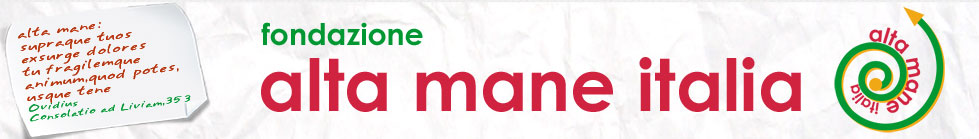 alta mane:
supraque tuos
exsurge dolores
tu fragilemque
animum,quod potes,
usque tene
Ovidius
Consolatio ad Liviam.353
fondazione
alta mane italia
alta mane italia